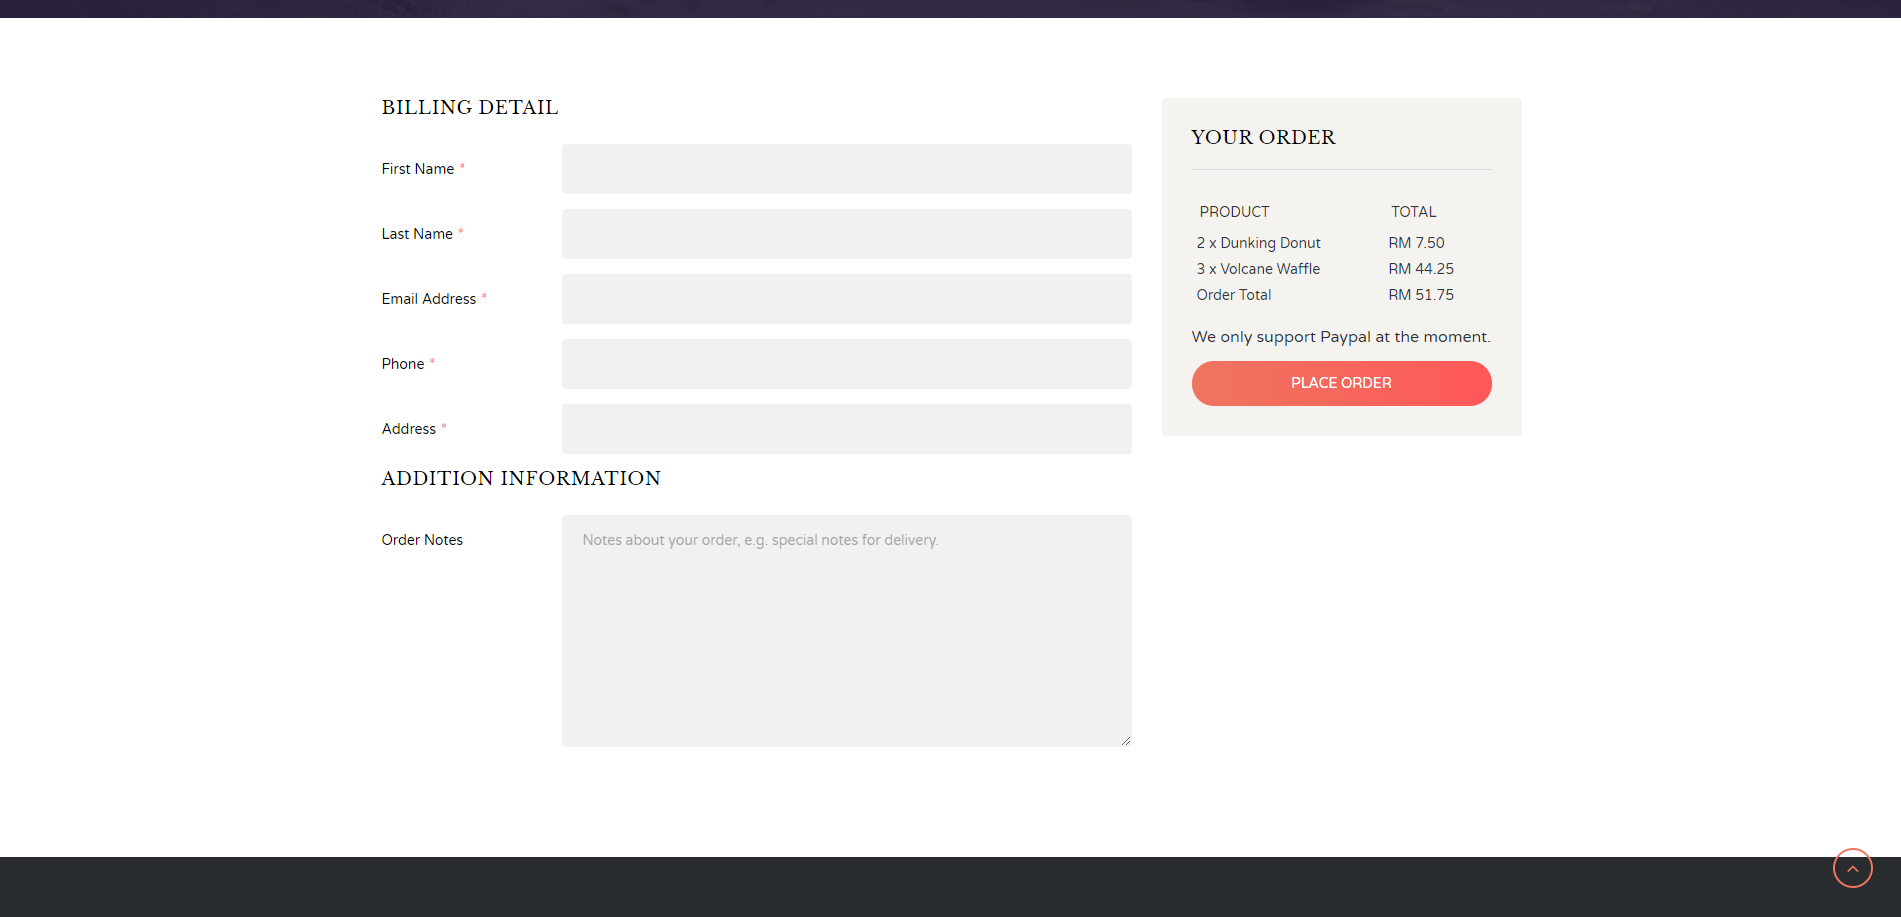 BILLING DETAIL
First Name *
Last Name *
Email Address *
Phone *
Address *
ADDITION INFORMATION
Order Notes
Notes about your order, e.g. special notes for delivery.
YOUR ORDER
PRODUCT TOTAL
2 x Dunking Donut RM 7.50
3 x Volcane Waffle RM 44.25
Order Total RM 51.75
We only support Paypal at the moment.
PLACE ORDER